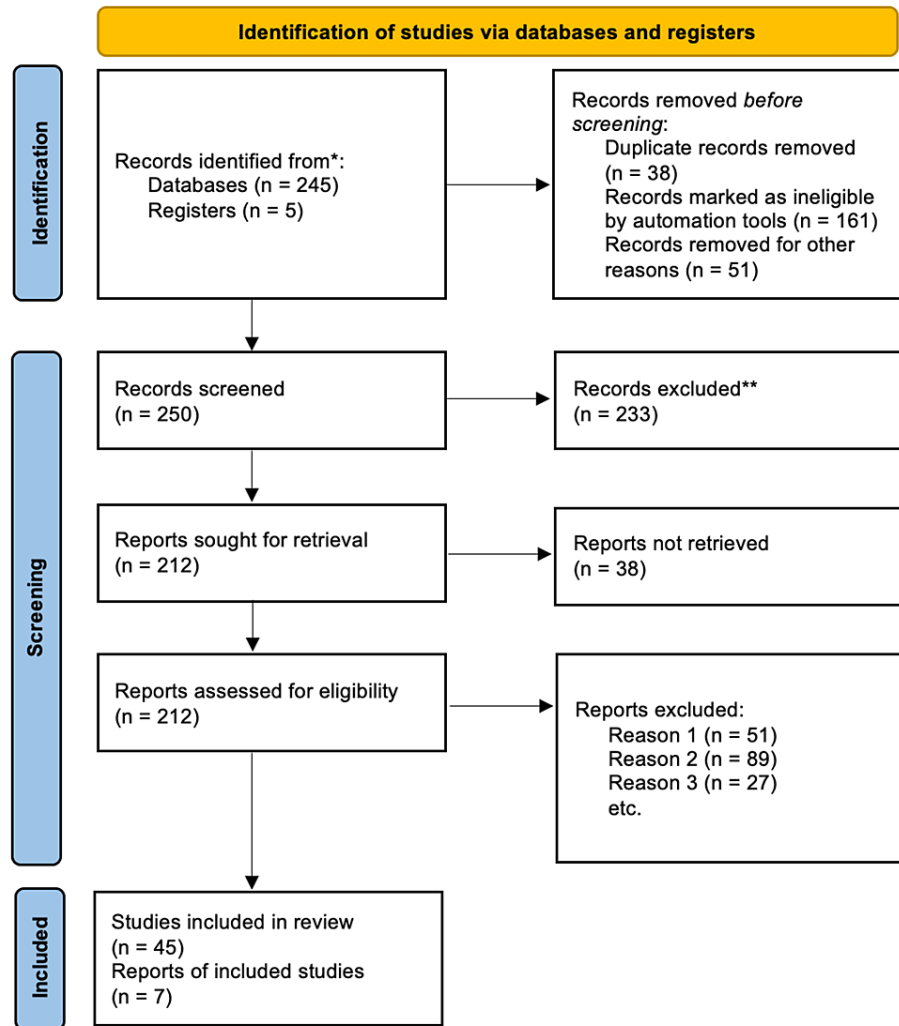 Identification of studies via databases and registers
Identification
Records identified from*:
Databases (n = 245)
Registers (n = 5)
Records removed before
screening:
Duplicate records removed
(n = 38)
Records marked as ineligible
by automation tools (n = 161)
Records removed for other
reasons (n = 51)
Screening
Records screened
(n = 250)
Records excluded**
(n = 233)
Reports sought for retrieval
(n = 212)
Reports not retrieved
(n = 38)
Reports assessed for eligibility
(n = 212)
Reports excluded:
Reason 1 (n = 51)
Reason 2 (n = 89)
Reason 3 (n = 27)
etc.
Included
Studies included in review
(n = 45)
Reports of included studies
(n = 7)